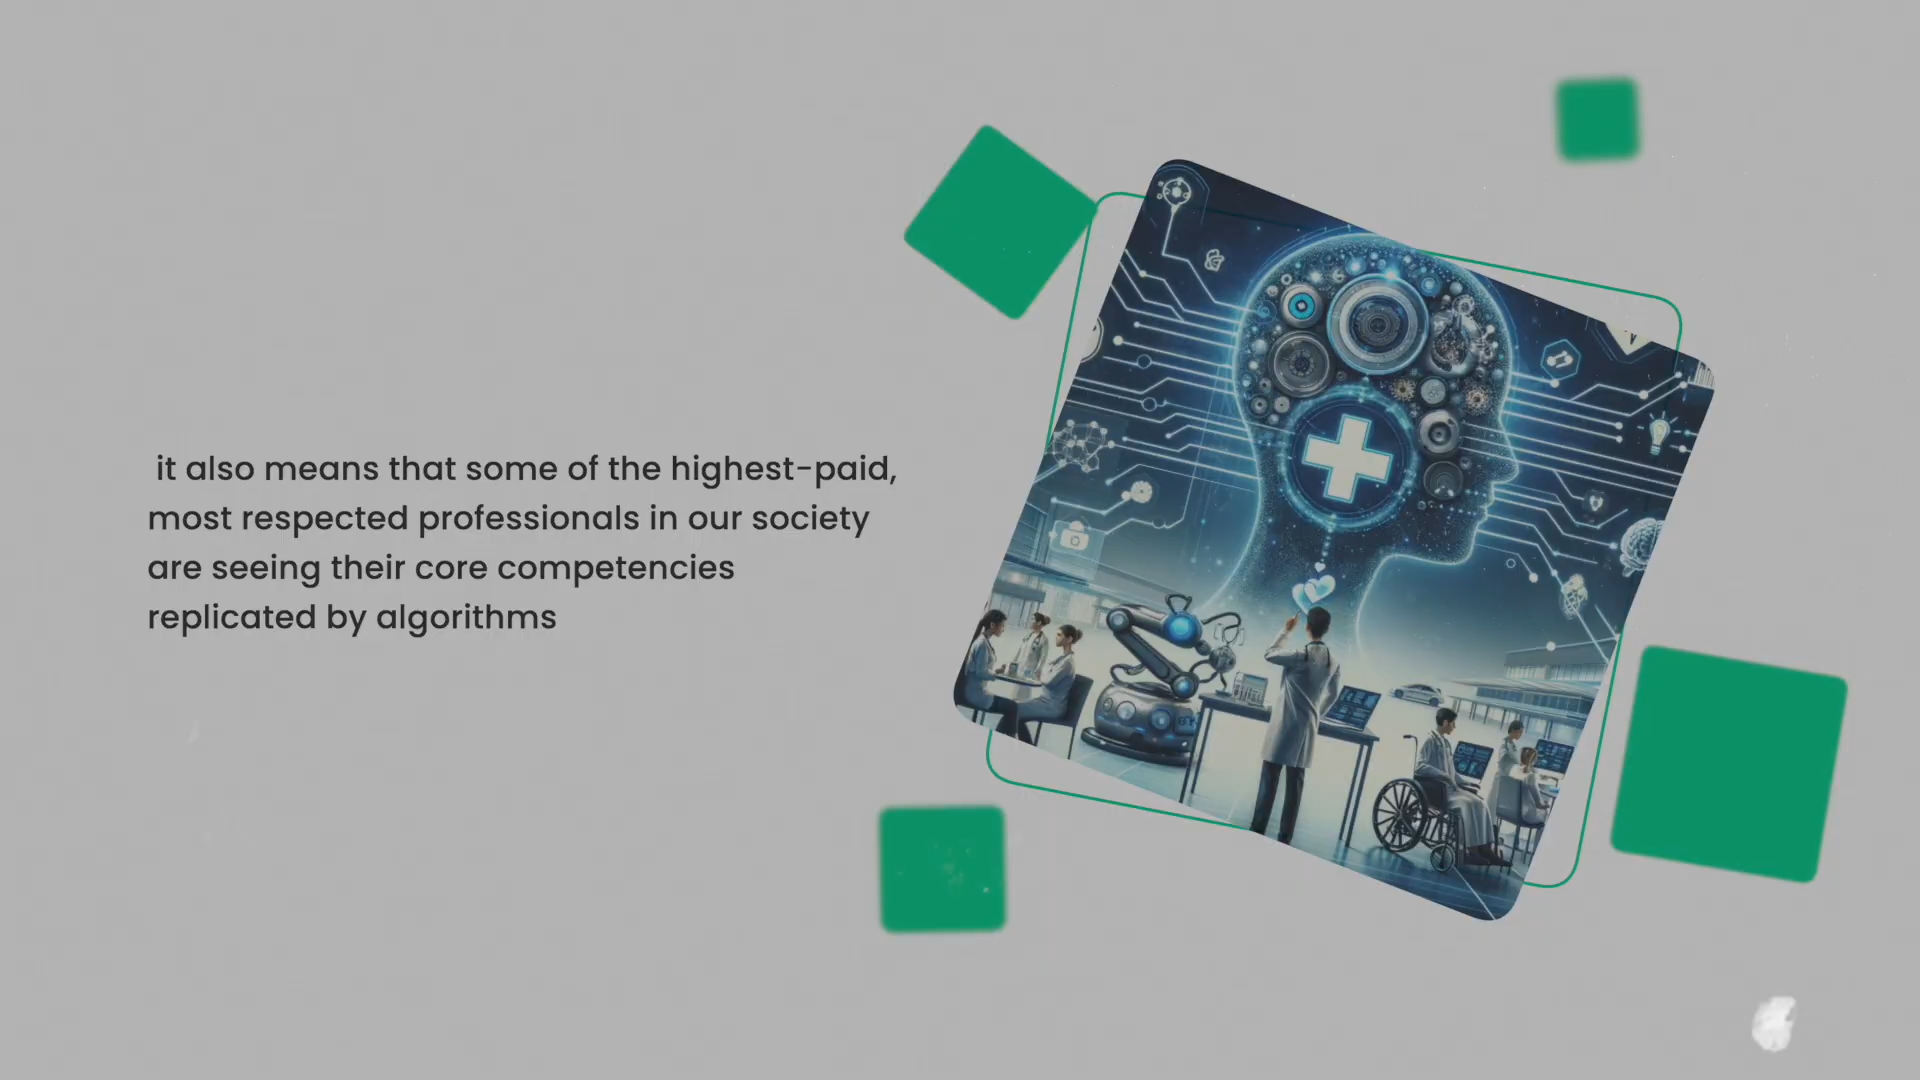 it also means that some of the highest-paid,
most respected professionals in our society
are seeing their core competencies
replicated by algorithms